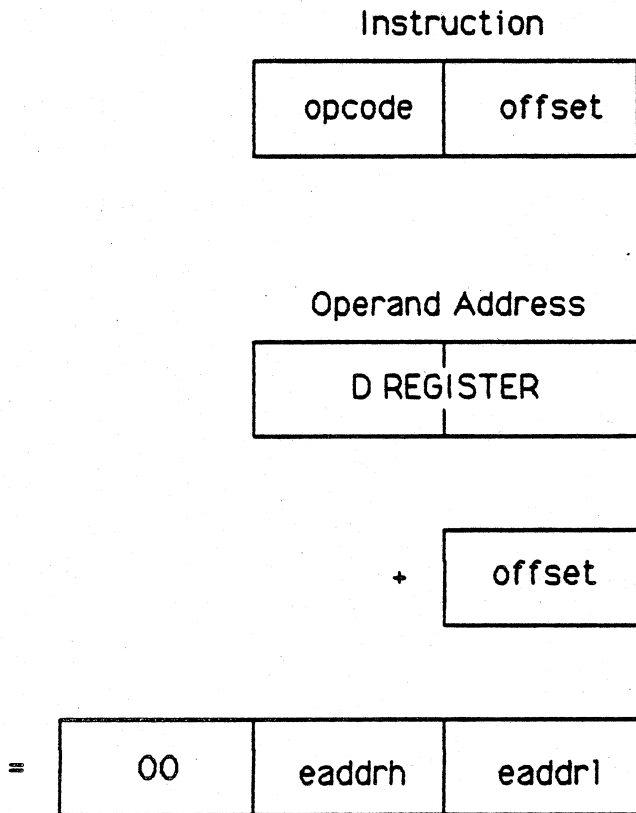 Instruction
opcode offset
Operand Address
D REGISTER
+ offset
= 00 eaddrh eaddrl